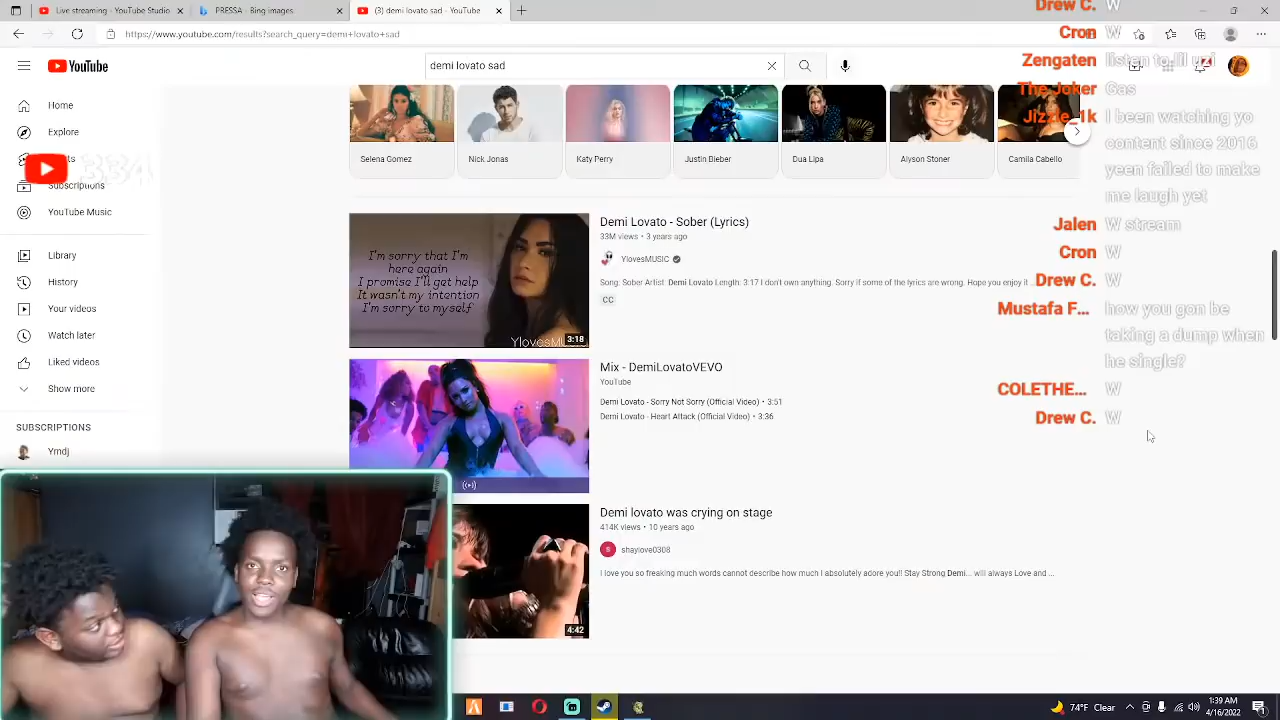 Live streaming - YouTube Studio
PR5SSA - Bing images
(3) demi lovato sad - YouTube
https://www.youtube.com/results?search_query=demi+lovato+sad
YouTube
demi lovato sad
Home
Explore
Subscriptions
YouTube Music
Library
History
Your videos
Watch later
Liked videos
Show more
SUBSCRIPTIONS
Ymdj
334
Selena Gomez
Nick Jonas
Katy Perry
Justin Bieber
Dua Lipa
Alyson Stoner
Camila Cabello
here again
I promise I'll get help
It wasn't my intention
3:18
Demi Lovato - Sober (Lyrics)
33M views • 3 years ago
YlovesMUSIC
Song: Sober Artist: Demi Lovato Length: 3:17 I don't own anything. Sorry if some of the lyrics are wrong. Hope you enjoy it ...
CC
Mix - DemiLovatoVEVO
YouTube
Demi Lovato - Sorry Not Sorry (Official Video) • 3:51
Demi Lovato - Heart Attack (Official Video) • 3:36
4:42
Demi lovato was crying on stage
414K views • 10 years ago
shaylove0308
I love you so freaking much words cannot describe how much I absolutely adore you!! Stay Strong Demi... will always Love and ...
Drew C. W
Cron W
Zengaten listen to lil uzi
The Joker Gas
Jizzle_1k I been watching yo
content since 2016
yeen failed to make
me laugh yet
Jalen W stream
Cron W
Drew C. W
Mustafa F... how you gon be
taking a dump when
he single?
COLETHE... W
Drew C. W
74°F
1:39 AM
4/16/2022